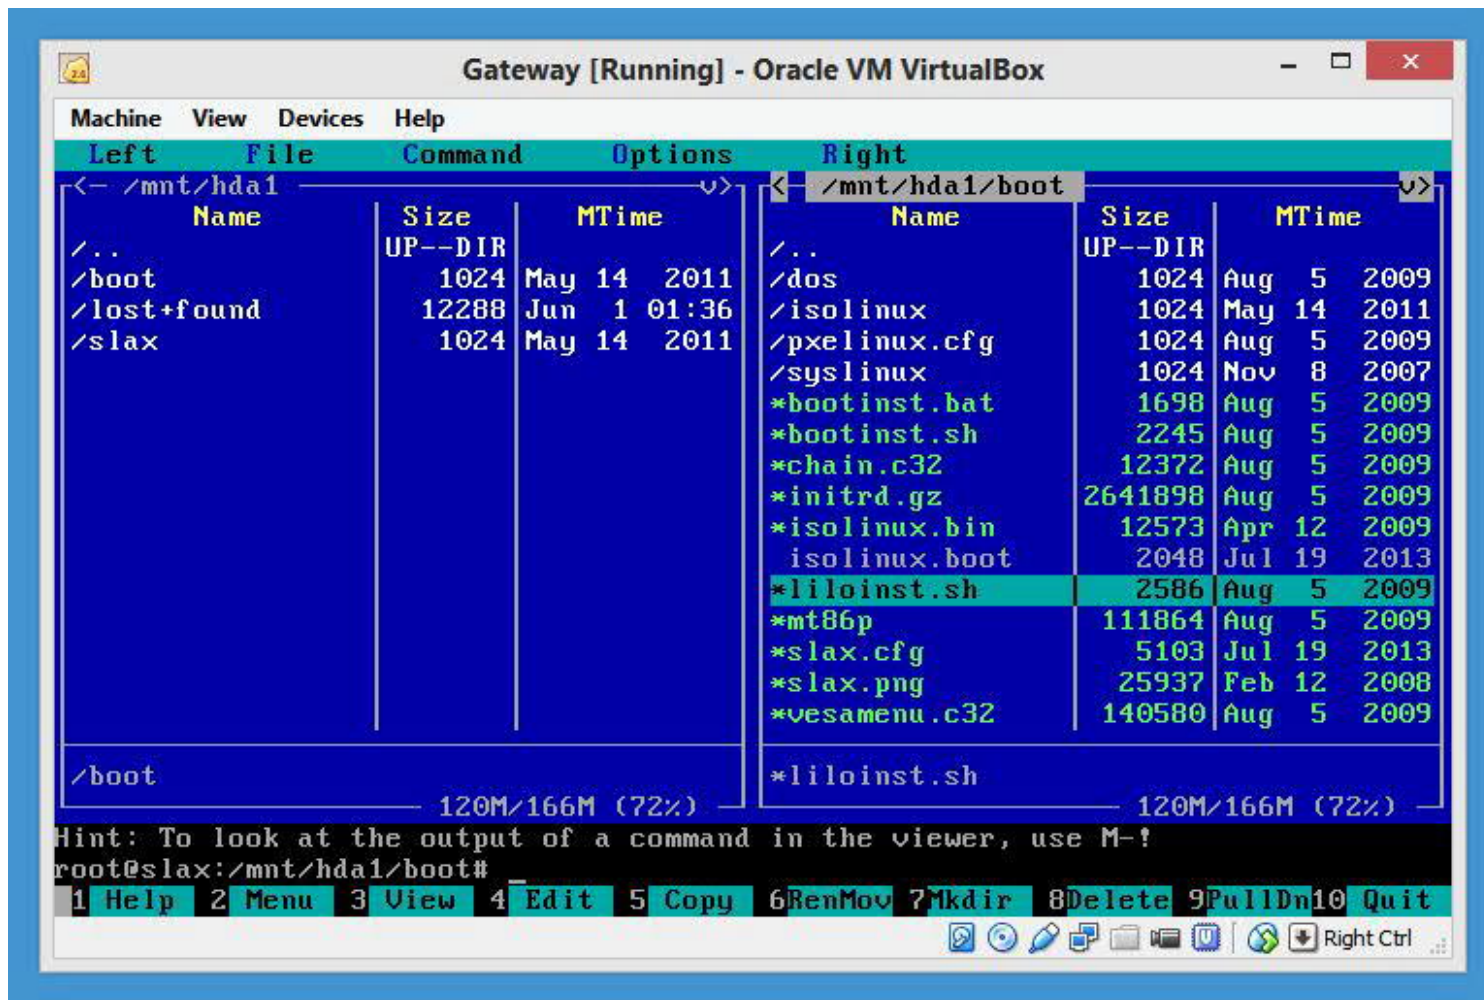 Gateway [Running] - Oracle VM VirtualBox
Machine View Devices Help
Left File Command Options Right
<- /mnt/hda1 v>
Name Size MTime
/.. UP--DIR
/boot 1024 May 14 2011
/lost+found 12288 Jun 1 01:36
/slax 1024 May 14 2011
/boot
120M/166M (72%)
< /mnt/hda1/boot v>
Name Size MTime
/.. UP--DIR
/dos 1024 Aug 5 2009
/isolinux 1024 May 14 2011
/pxelinux.cfg 1024 Aug 5 2009
/syslinux 1024 Nov 8 2007
*bootinst.bat 1698 Aug 5 2009
*bootinst.sh 2245 Aug 5 2009
*chain.c32 12372 Aug 5 2009
*initrd.gz 2641898 Aug 5 2009
*isolinux.bin 12573 Apr 12 2009
isolinux.boot 2048 Jul 19 2013
*liloinst.sh 2586 Aug 5 2009
*mt86p 111864 Aug 5 2009
*slax.cfg 5103 Jul 19 2013
*slax.png 25937 Feb 12 2008
*vesamenu.c32 140580 Aug 5 2009
*liloinst.sh
120M/166M (72%)
Hint: To look at the output of a command in the viewer, use M-!
root@slax:/mnt/hda1/boot# _
1 Help 2 Menu 3 View 4 Edit 5 Copy 6RenMov 7Mkdir 8Delete 9PullDn10 Quit
Right Ctrl